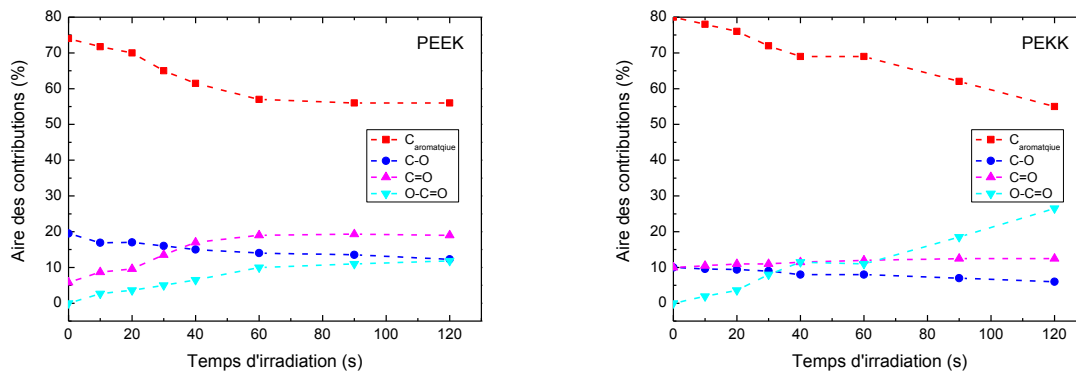 PEEK
80
70
60
50
40
30
20
10
0
Aire des contributions (%)
C aromatqiue
C-O
C=O
O-C=O
0 20 40 60 80 100 120
Temps d'irradiation (s)
PEKK
80
70
60
50
40
30
20
10
0
Aire des contributions (%)
C aromatqiue
C-O
C=O
O-C=O
0 20 40 60 80 100 120
Temps d'irradiation (s)